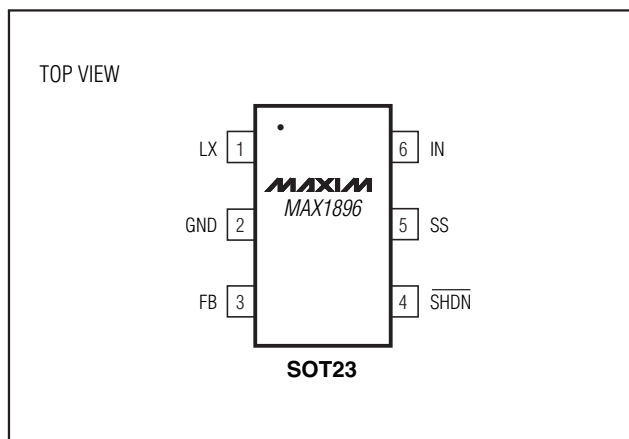 TOP VIEW
LX 1 6 IN
MAXIM
MAX1896
GND 2 5 SS
FB 3 4 SHDN
SOT23